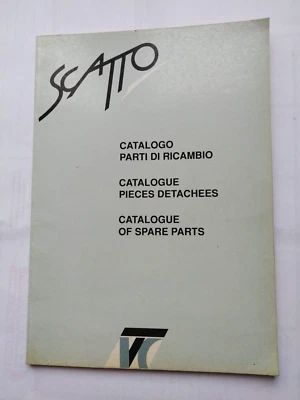 SCATTO
CATALOGO
PARTI DI RICAMBIO
CATALOGUE
PIECES DETACHEES
CATALOGUE
OF SPARE PARTS